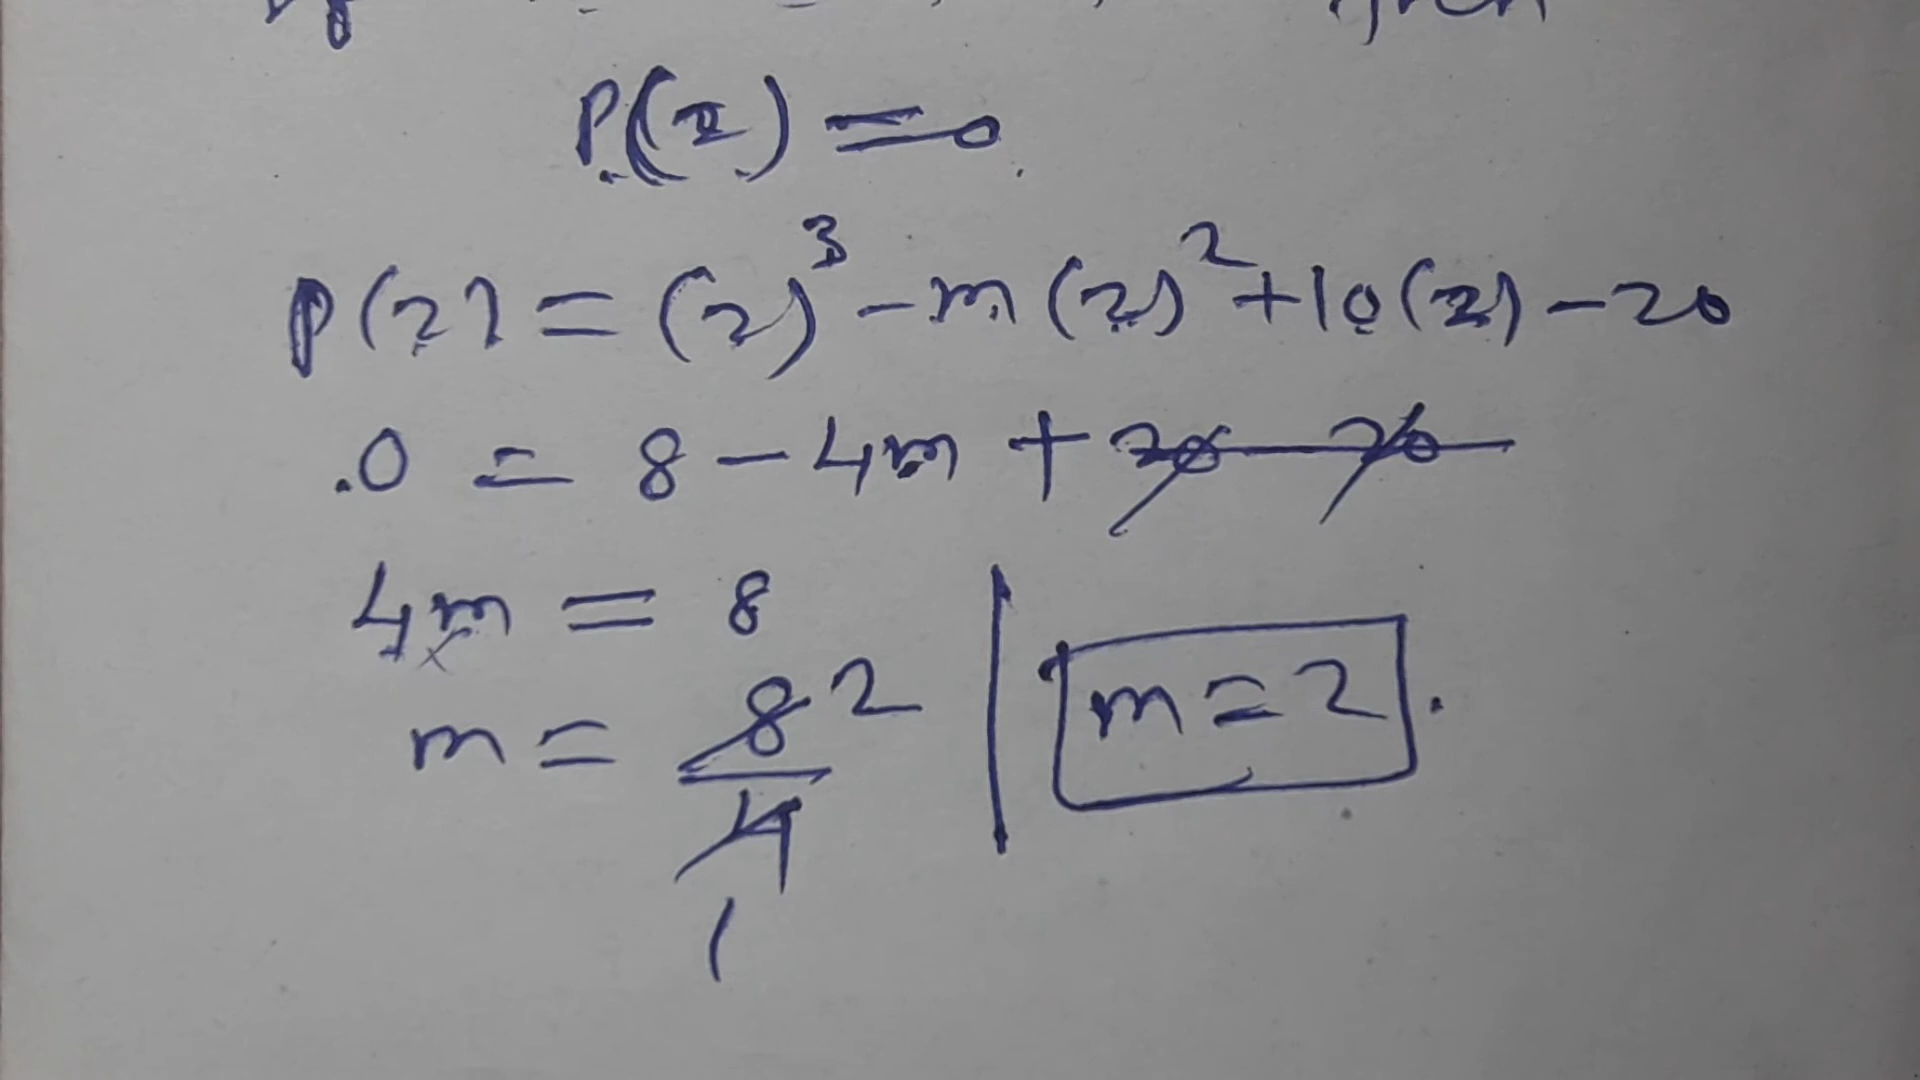 P(2) = 0
P(2) = (2)³ - m(2)² + 10(2) - 20
0 = 8 - 4m + 20 - 20
4m = 8
m = 8/4 2 1 | m = 2